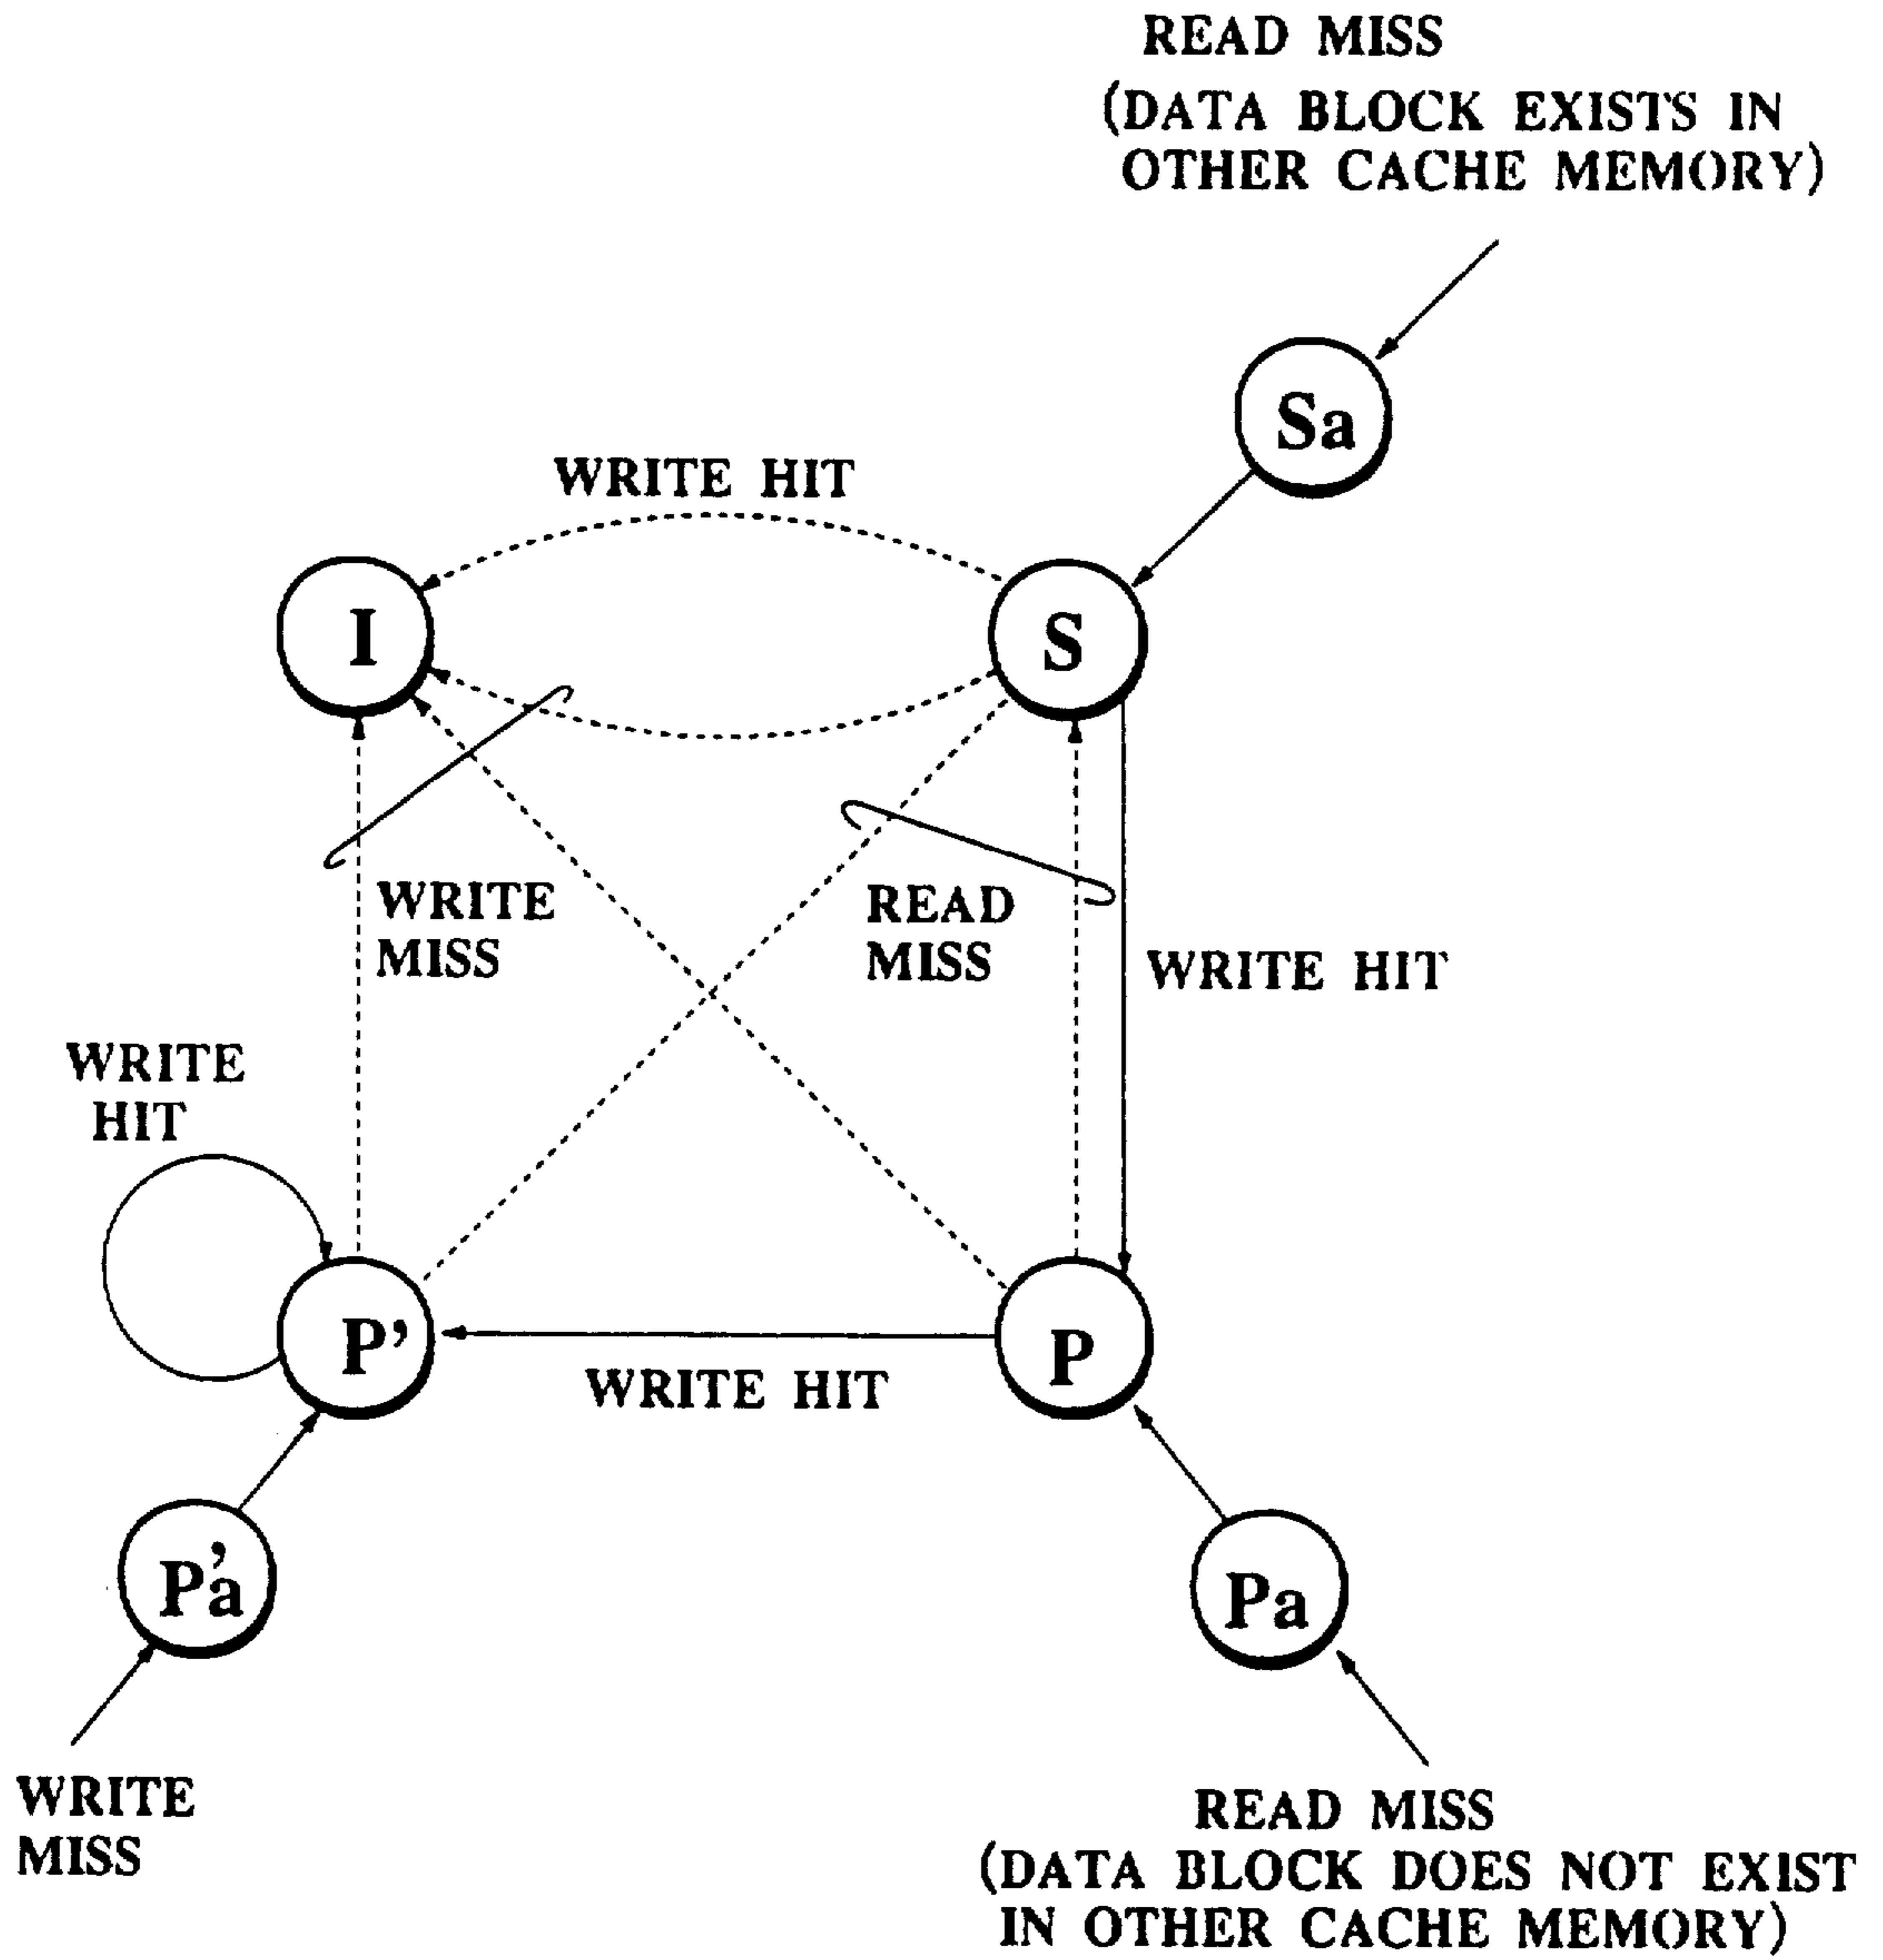 READ MISS
(DATA BLOCK EXISTS IN
OTHER CACHE MEMORY)
Sa
WRITE HIT
I
S
WRITE
MISS
READ
MISS
WRITE HIT
WRITE
HIT
P'
P
WRITE HIT
P'a
Pa
WRITE
MISS
READ MISS
(DATA BLOCK DOES NOT EXIST
IN OTHER CACHE MEMORY)